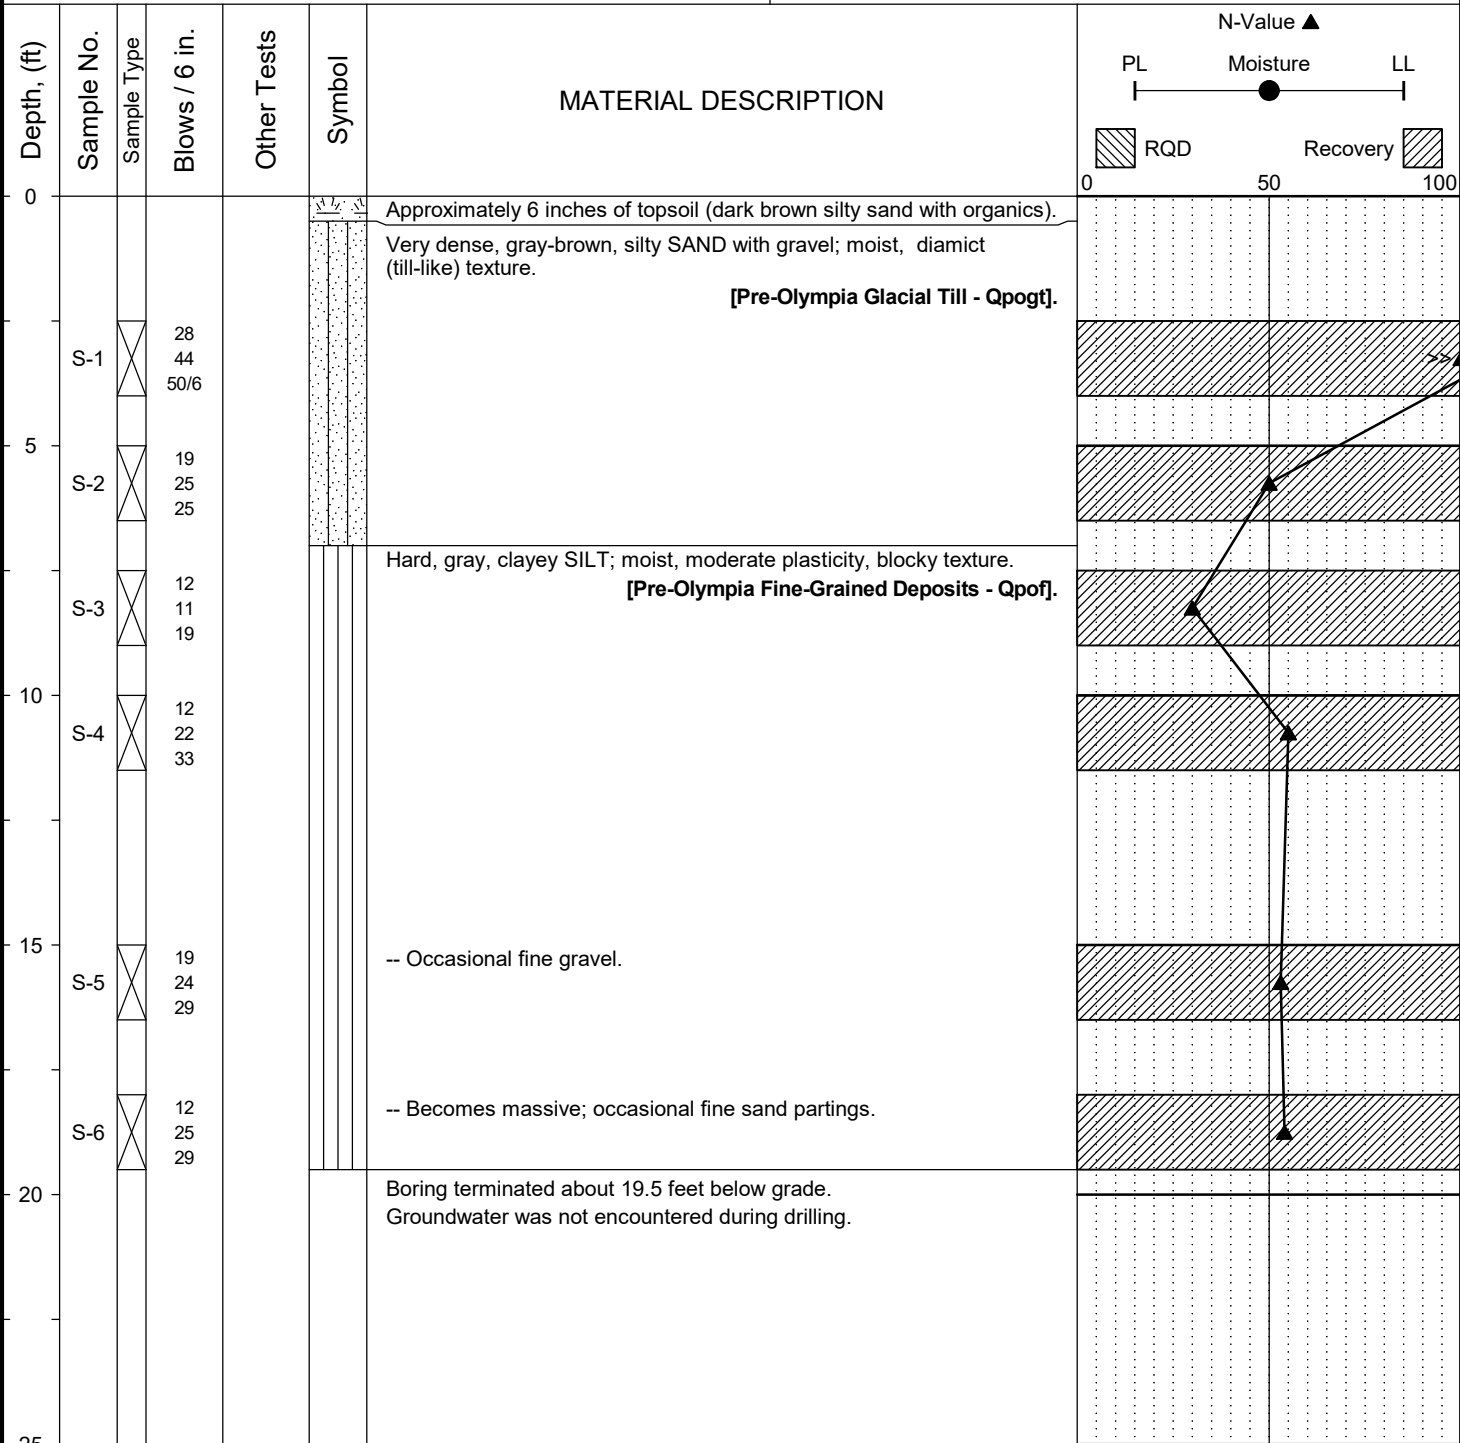 N-Value
PL Moisture LL
RQD Recovery
0 50 100
Depth, (ft)
Sample No.
Sample Type
Blows / 6 in.
Other Tests
Symbol
MATERIAL DESCRIPTION
0
Approximately 6 inches of topsoil (dark brown silty sand with organics).
Very dense, gray-brown, silty SAND with gravel; moist, diamict
(till-like) texture.
[Pre-Olympia Glacial Till - Qpogt].
S-1
28
44
50/6
>>
5
S-2
19
25
25
Hard, gray, clayey SILT; moist, moderate plasticity, blocky texture.
[Pre-Olympia Fine-Grained Deposits - Qpof].
S-3
12
11
19
10
S-4
12
22
33
15
S-5
19
24
29
-- Occasional fine gravel.
S-6
12
25
29
-- Becomes massive; occasional fine sand partings.
20
Boring terminated about 19.5 feet below grade.
Groundwater was not encountered during drilling.
25